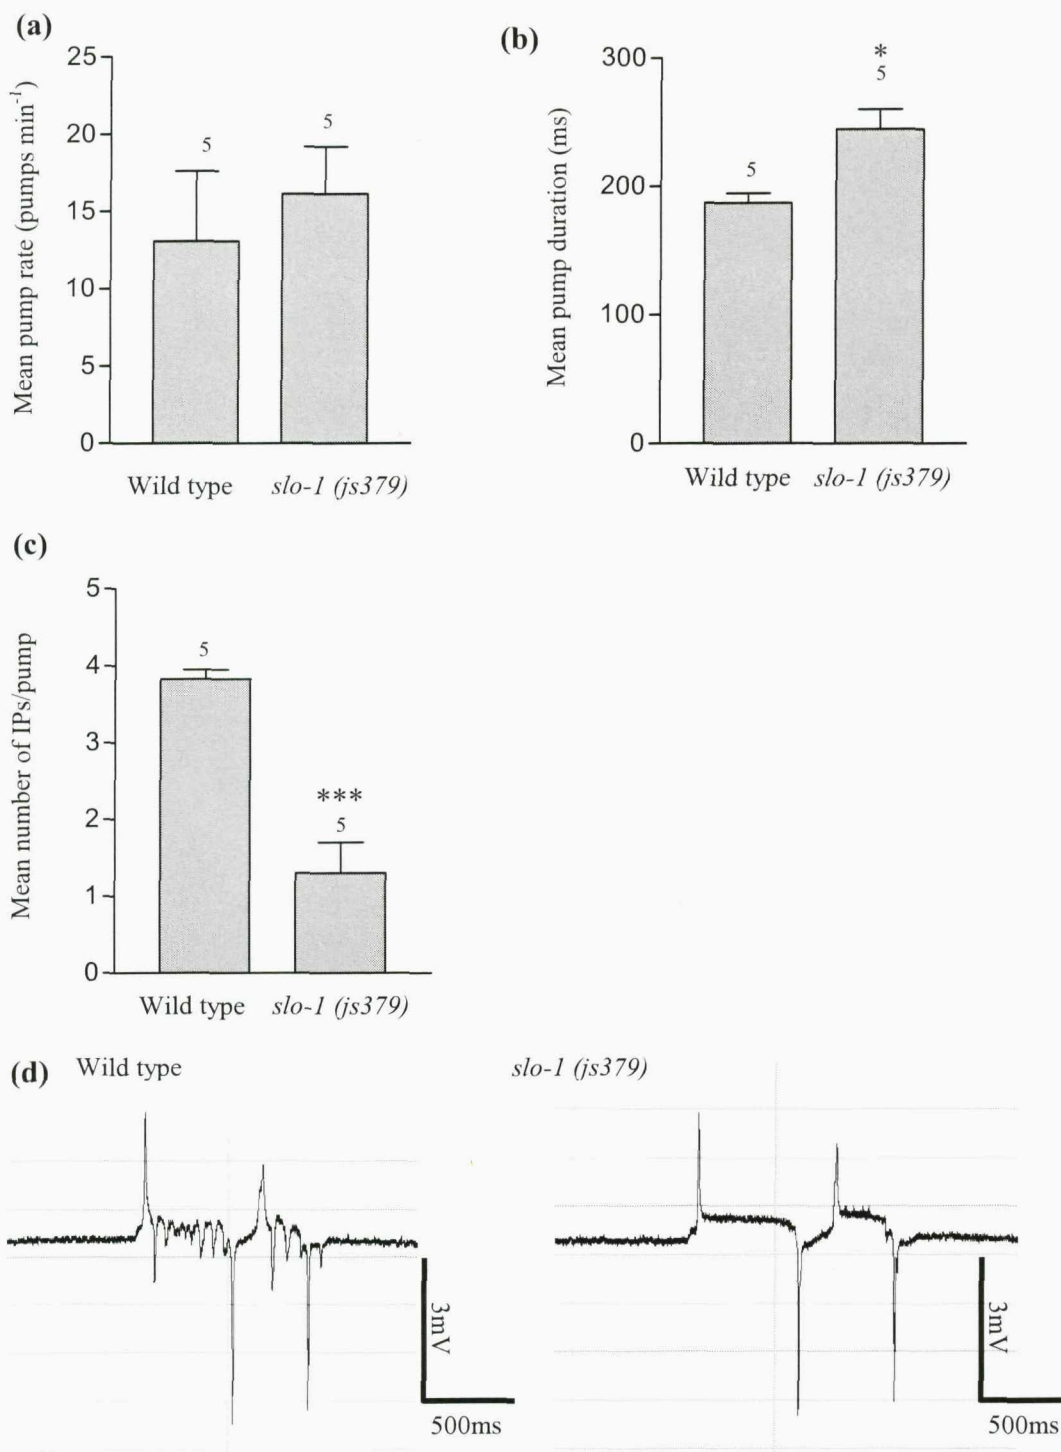 (a)
Mean pump rate (pumps min⁻¹)
25
20
15
10
5
0
5
5
Wild type
slo-1 (js379)
(b)
Mean pump duration (ms)
300
200
100
0
5
*
5
Wild type
slo-1 (js379)
(c)
Mean number of IPs/pump
5
4
3
2
1
0
5
***
5
Wild type
slo-1 (js379)
(d)
Wild type
slo-1 (js379)
3mV
500ms
3mV
500ms